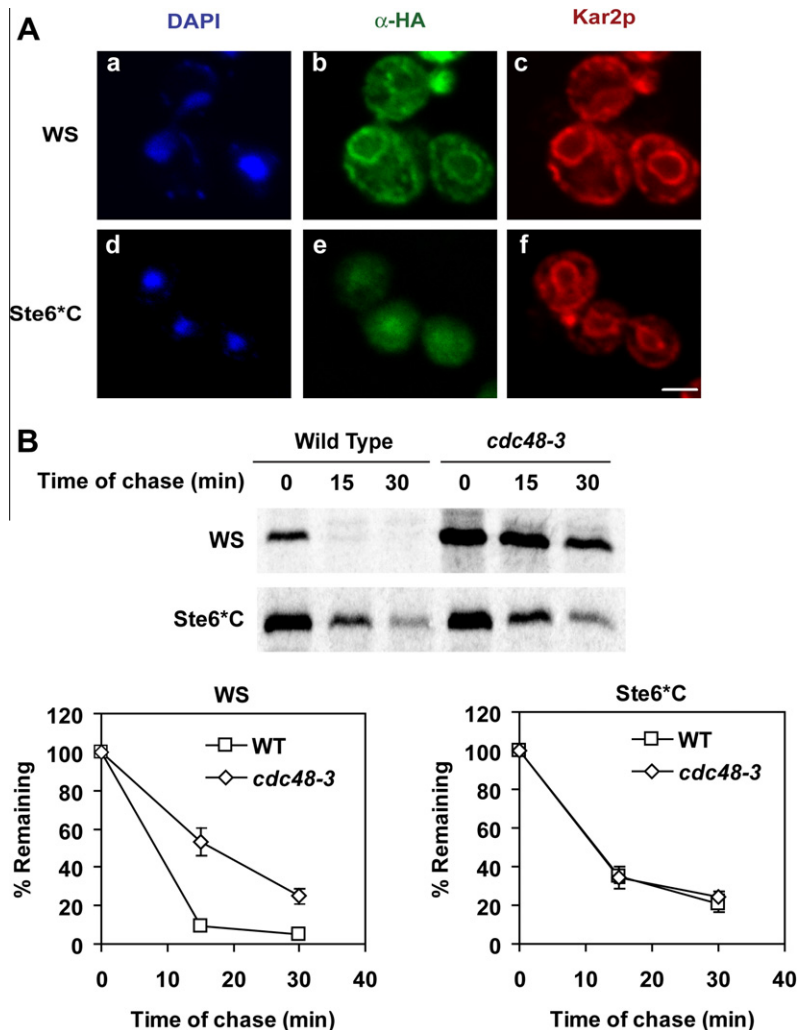 A
DAPI α-HA Kar2p
WS
a b c
Ste6*C
d e f
B
Wild Type cdc48-3
Time of chase (min) 0 15 30 0 15 30
WS
Ste6*C
WS
% Remaining
120
100
80
60
40
20
0
WT
cdc48-3
0 10 20 30 40
Time of chase (min)
Ste6*C
% Remaining
120
100
80
60
40
20
0
WT
cdc48-3
0 10 20 30 40
Time of chase (min)